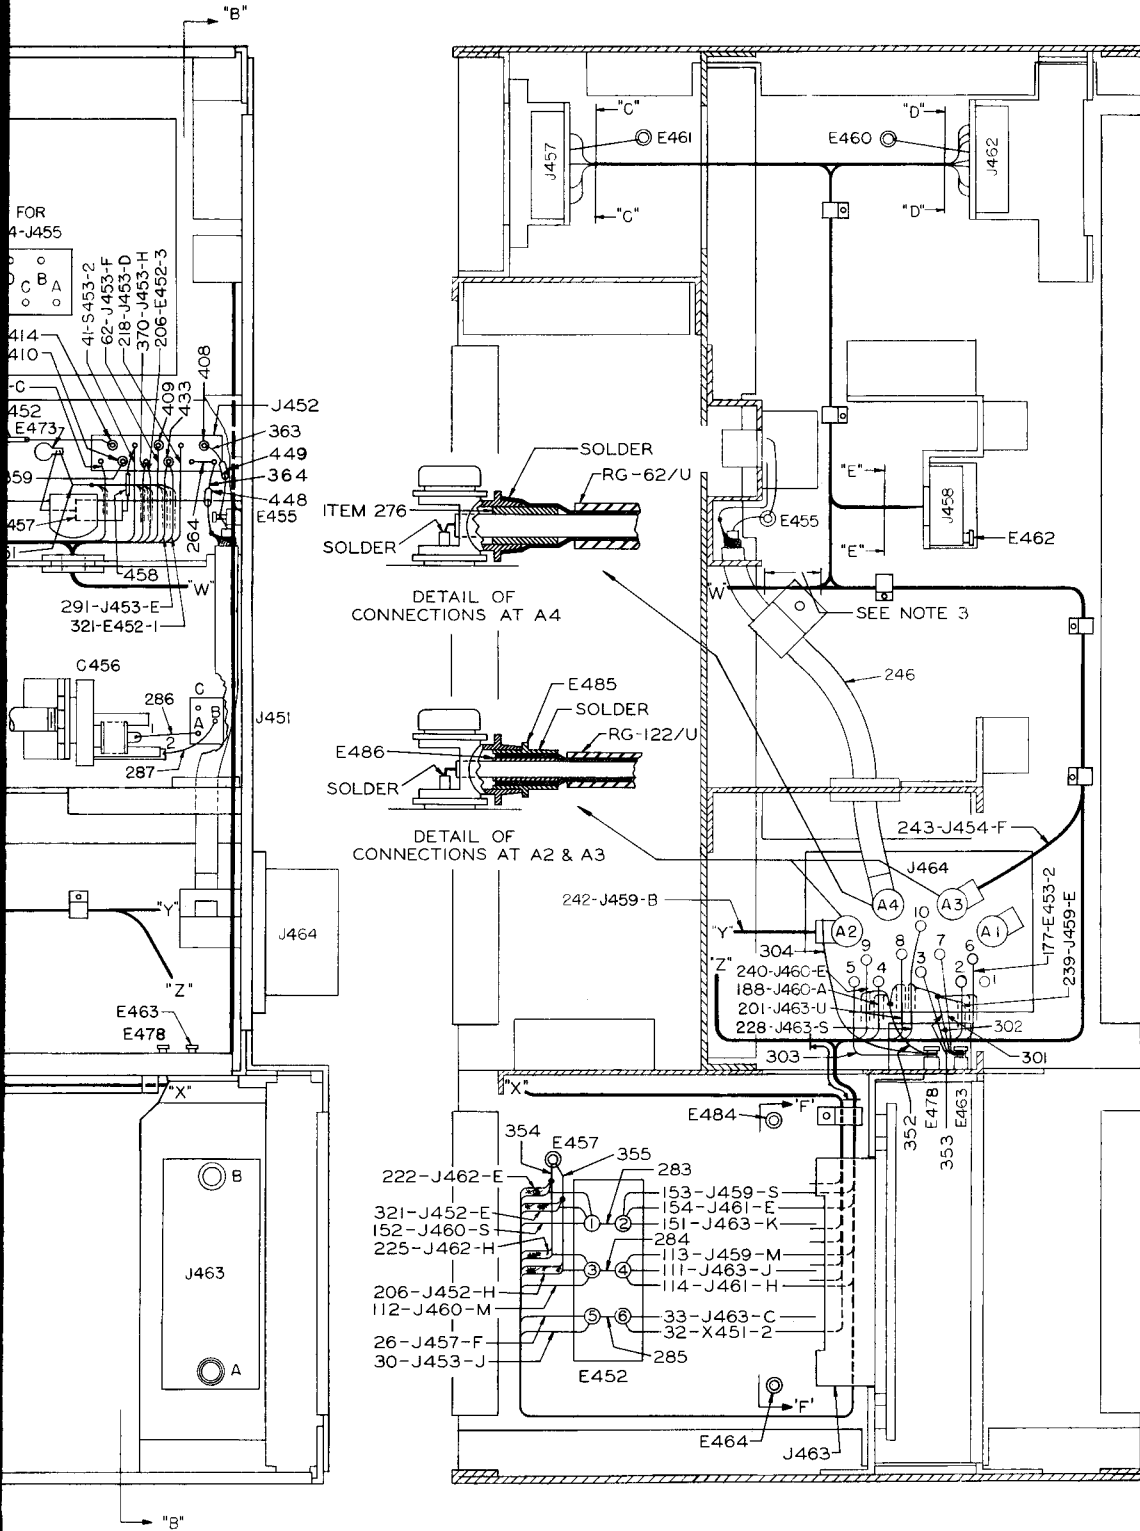 "B"
FOR
4-J455
B
C A
41-S453-2
62-J453-F
218-J453-D
370-J453-H
206-E452-3
414
410
-C
452
E473
459
457
409
433
408
J452
363
449
364
448
E455
264
458
"W"
291-J453-E
321-E452-1
C456
286
C
A B
1
2
287
J451
"Y"
"Z"
J464
E463
E478
"X"
B
J463
A
"B"
"C"
J457
E461
"C"
"D"
E460
J462
"D"
SOLDER
RG-62/U
ITEM 276
SOLDER
DETAIL OF
CONNECTIONS AT A4
E485
SOLDER
RG-122/U
E486
SOLDER
DETAIL OF
CONNECTIONS AT A2 & A3
E455
"E"
"E"
J458
E462
"W"
SEE NOTE 3
246
243-J454-F
J464
242-J459-B
"Y"
A4
A3
A2
A1
304
10
9
8
7
6
5
4
3
2
1
177-E453-2
239-J459-E
"Z"
240-J460-E
188-J460-A
201-J463-U
228-J463-S
303
302
301
352
E478
353
E463
"X"
E484
'F'
354
E457
355
283
222-J462-E
153-J459-S
321-J452-E
154-J461-E
152-J460-S
1
2
151-J463-K
225-J462-H
284
113-J459-M
3
4
111-J463-J
206-J452-H
114-J461-H
112-J460-M
26-J457-F
5
6
33-J463-C
30-J453-J
32-X451-2
285
E452
'F'
E464
J463